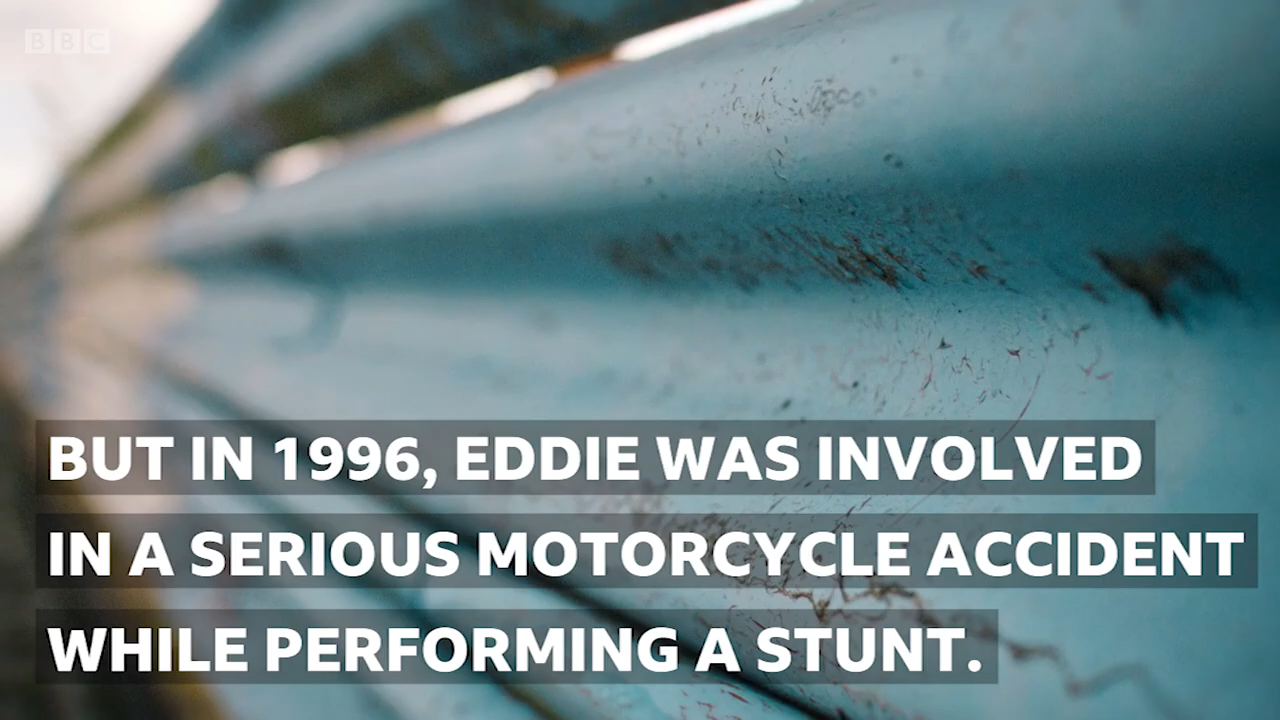 BBC
BUT IN 1996, EDDIE WAS INVOLVED
IN A SERIOUS MOTORCYCLE ACCIDENT
WHILE PERFORMING A STUNT.